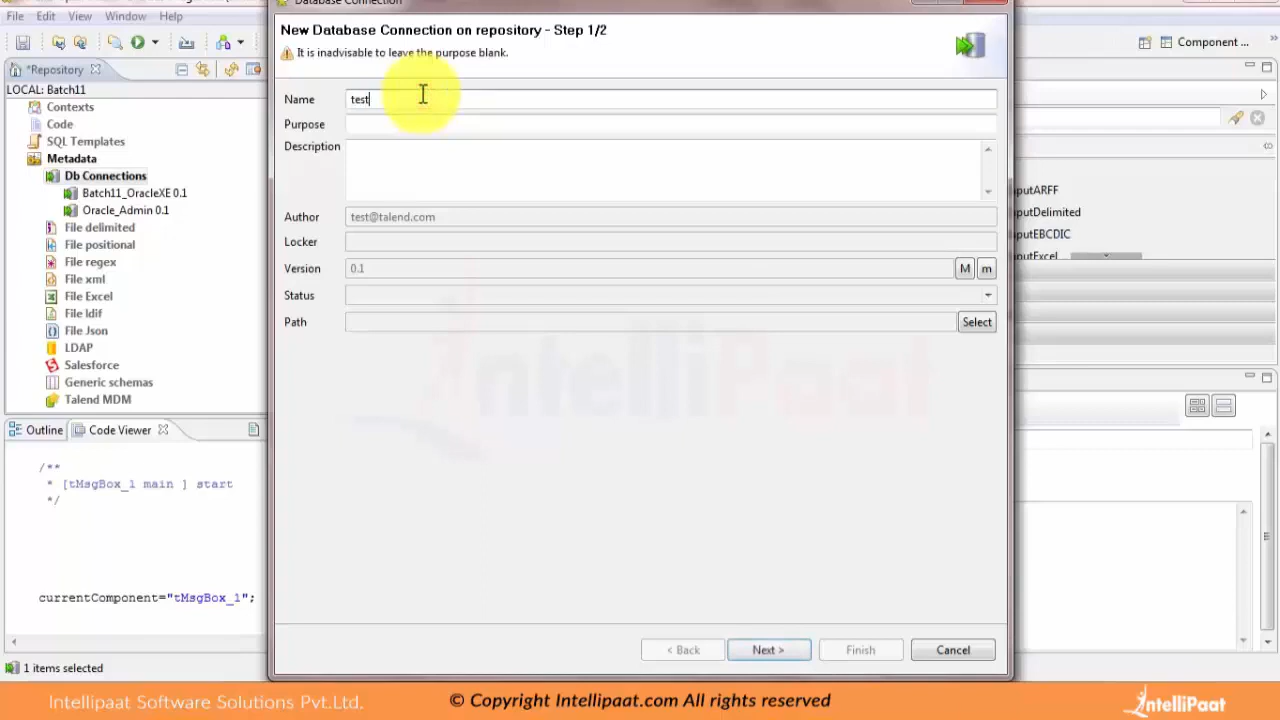 Database Connection
File Edit View Window Help
New Database Connection on repository - Step 1/2
It is inadvisable to leave the purpose blank.
Component ...
*Repository
LOCAL: Batch11
Contexts
Code
SQL Templates
Metadata
Db Connections
Batch11_OracleXE 0.1
Oracle_Admin 0.1
File delimited
File positional
File regex
File xml
File Excel
File ldif
File Json
LDAP
Salesforce
Generic schemas
Talend MDM
Name test
Purpose
Description
Author test@talend.com
Locker
Version 0.1 M m
Status
Path Select
IntelliPaat
nputARFF
nputDelimited
nputEBCDIC
nputExcel
Outline Code Viewer
/**
* [tMsgBox_1 main ] start
*/
currentComponent="tMsgBox_1";
< Back Next > Finish Cancel
1 items selected
Intellipaat Software Solutions Pvt.Ltd. © Copyright Intellipaat.com All rights reserved IntelliPaat